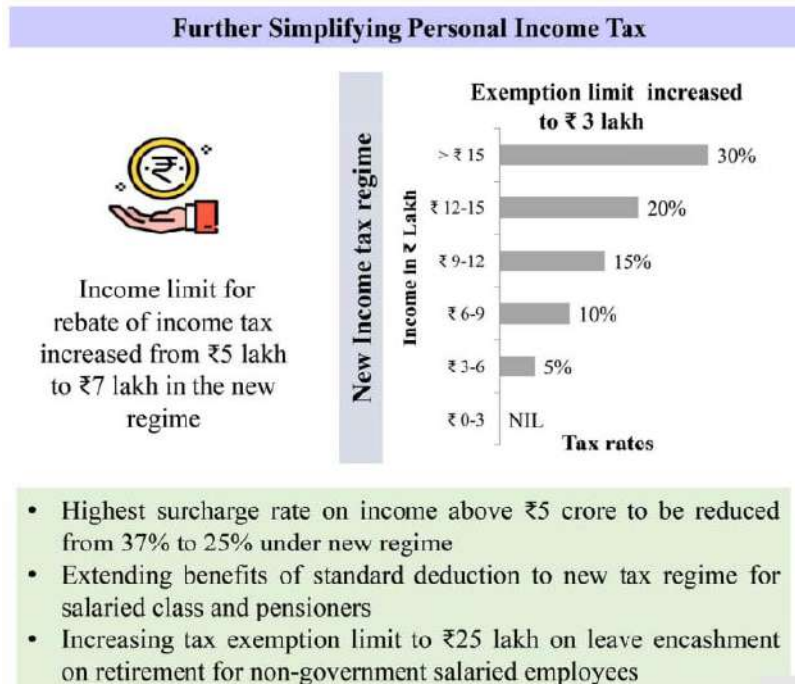 Further Simplifying Personal Income Tax
₹
Income limit for
rebate of income tax
increased from ₹5 lakh
to ₹7 lakh in the new
regime
New Income tax regime
Exemption limit increased
to ₹ 3 lakh
Income in ₹ Lakh
> ₹ 15 30%
₹ 12-15 20%
₹ 9-12 15%
₹ 6-9 10%
₹ 3-6 5%
₹ 0-3 NIL
Tax rates
• Highest surcharge rate on income above ₹5 crore to be reduced
from 37% to 25% under new regime
• Extending benefits of standard deduction to new tax regime for
salaried class and pensioners
• Increasing tax exemption limit to ₹25 lakh on leave encashment
on retirement for non-government salaried employees